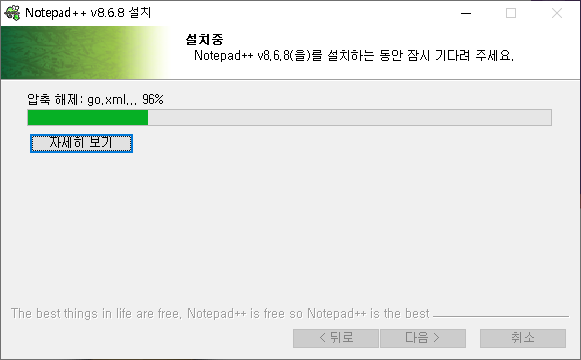 Notepad++ v8.6.8 설치
설치중
Notepad++ v8.6.8(을)를 설치하는 동안 잠시 기다려 주세요.
압축 해제: go.xml... 96%
자세히 보기
The best things in life are free, Notepad++ is free so Notepad++ is the best
< 뒤로
다음 >
취소